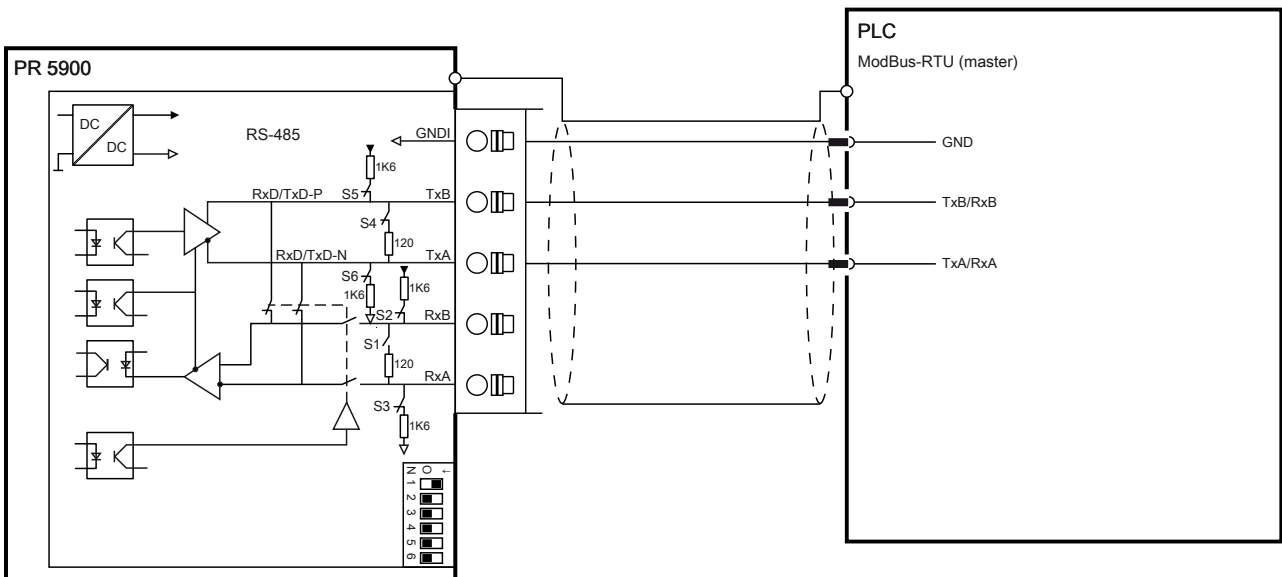 PLC
ModBus-RTU (master)
PR 5900
DC
DC
RS-485
GNDI
GND
1K6
RxD/TxD-P
S5
TxB
TxB/RxB
S4
120
RxD/TxD-N
TxA
TxA/RxA
S6
1K6
1K6
S2
RxB
S1
120
RxA
S3
1K6
N O ↓
1
2
3
4
5
6